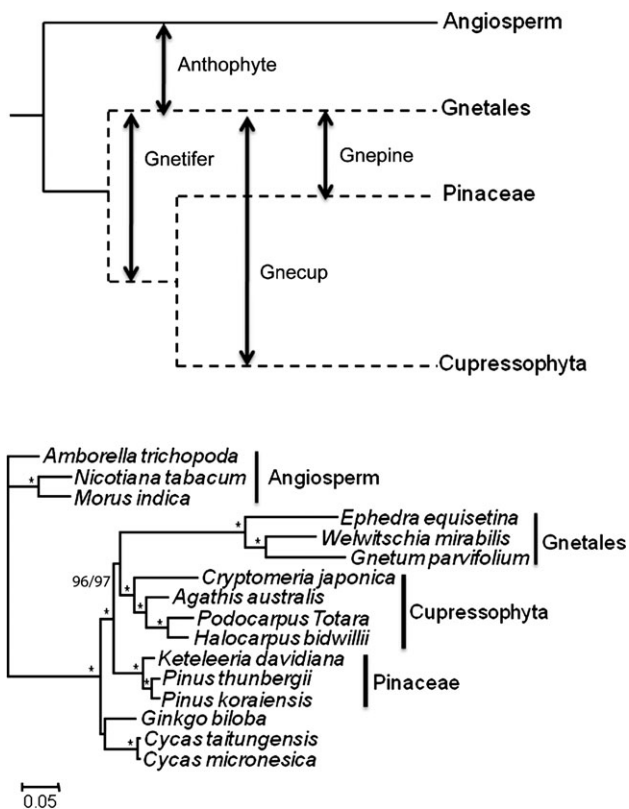 Angiosperm
Anthophyte
Gnetales
Gnetifer
Gnepine
Pinaceae
Gnecup
Cupressophyta
Amborella trichopoda
* Nicotiana tabacum
Angiosperm
Morus indica
Ephedra equisetina
*
* Welwitschia mirabilis
Gnetales
Gnetum parvifolium
96/97
* Cryptomeria japonica
* Agathis australis
Cupressophyta
* Podocarpus Totara
Halocarpus bidwillii
* Keteleeria davidiana
* Pinus thunbergii
Pinaceae
Pinus koraiensis
*
Ginkgo biloba
* Cycas taitungensis
Cycas micronesica
0.05